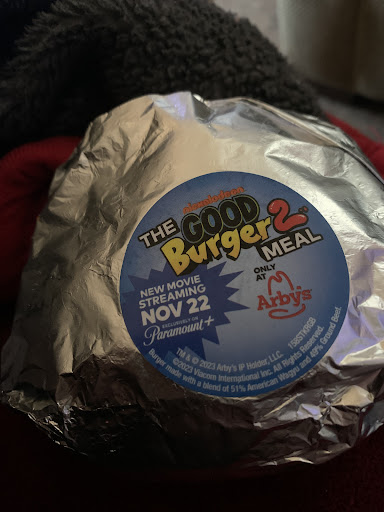 nickelodeon
THE GOOD
Burger 2
MEAL
NEW MOVIE
STREAMING
NOV 22
EXCLUSIVELY ON
Paramount+
ONLY
AT
Arby's
TM & © 2023 Arby's IP Holder, LLC.
©2023 Viacom International Inc. All Rights Reserved.
Burger made with a blend of 51% American Wagyu and 49% Ground Beef.